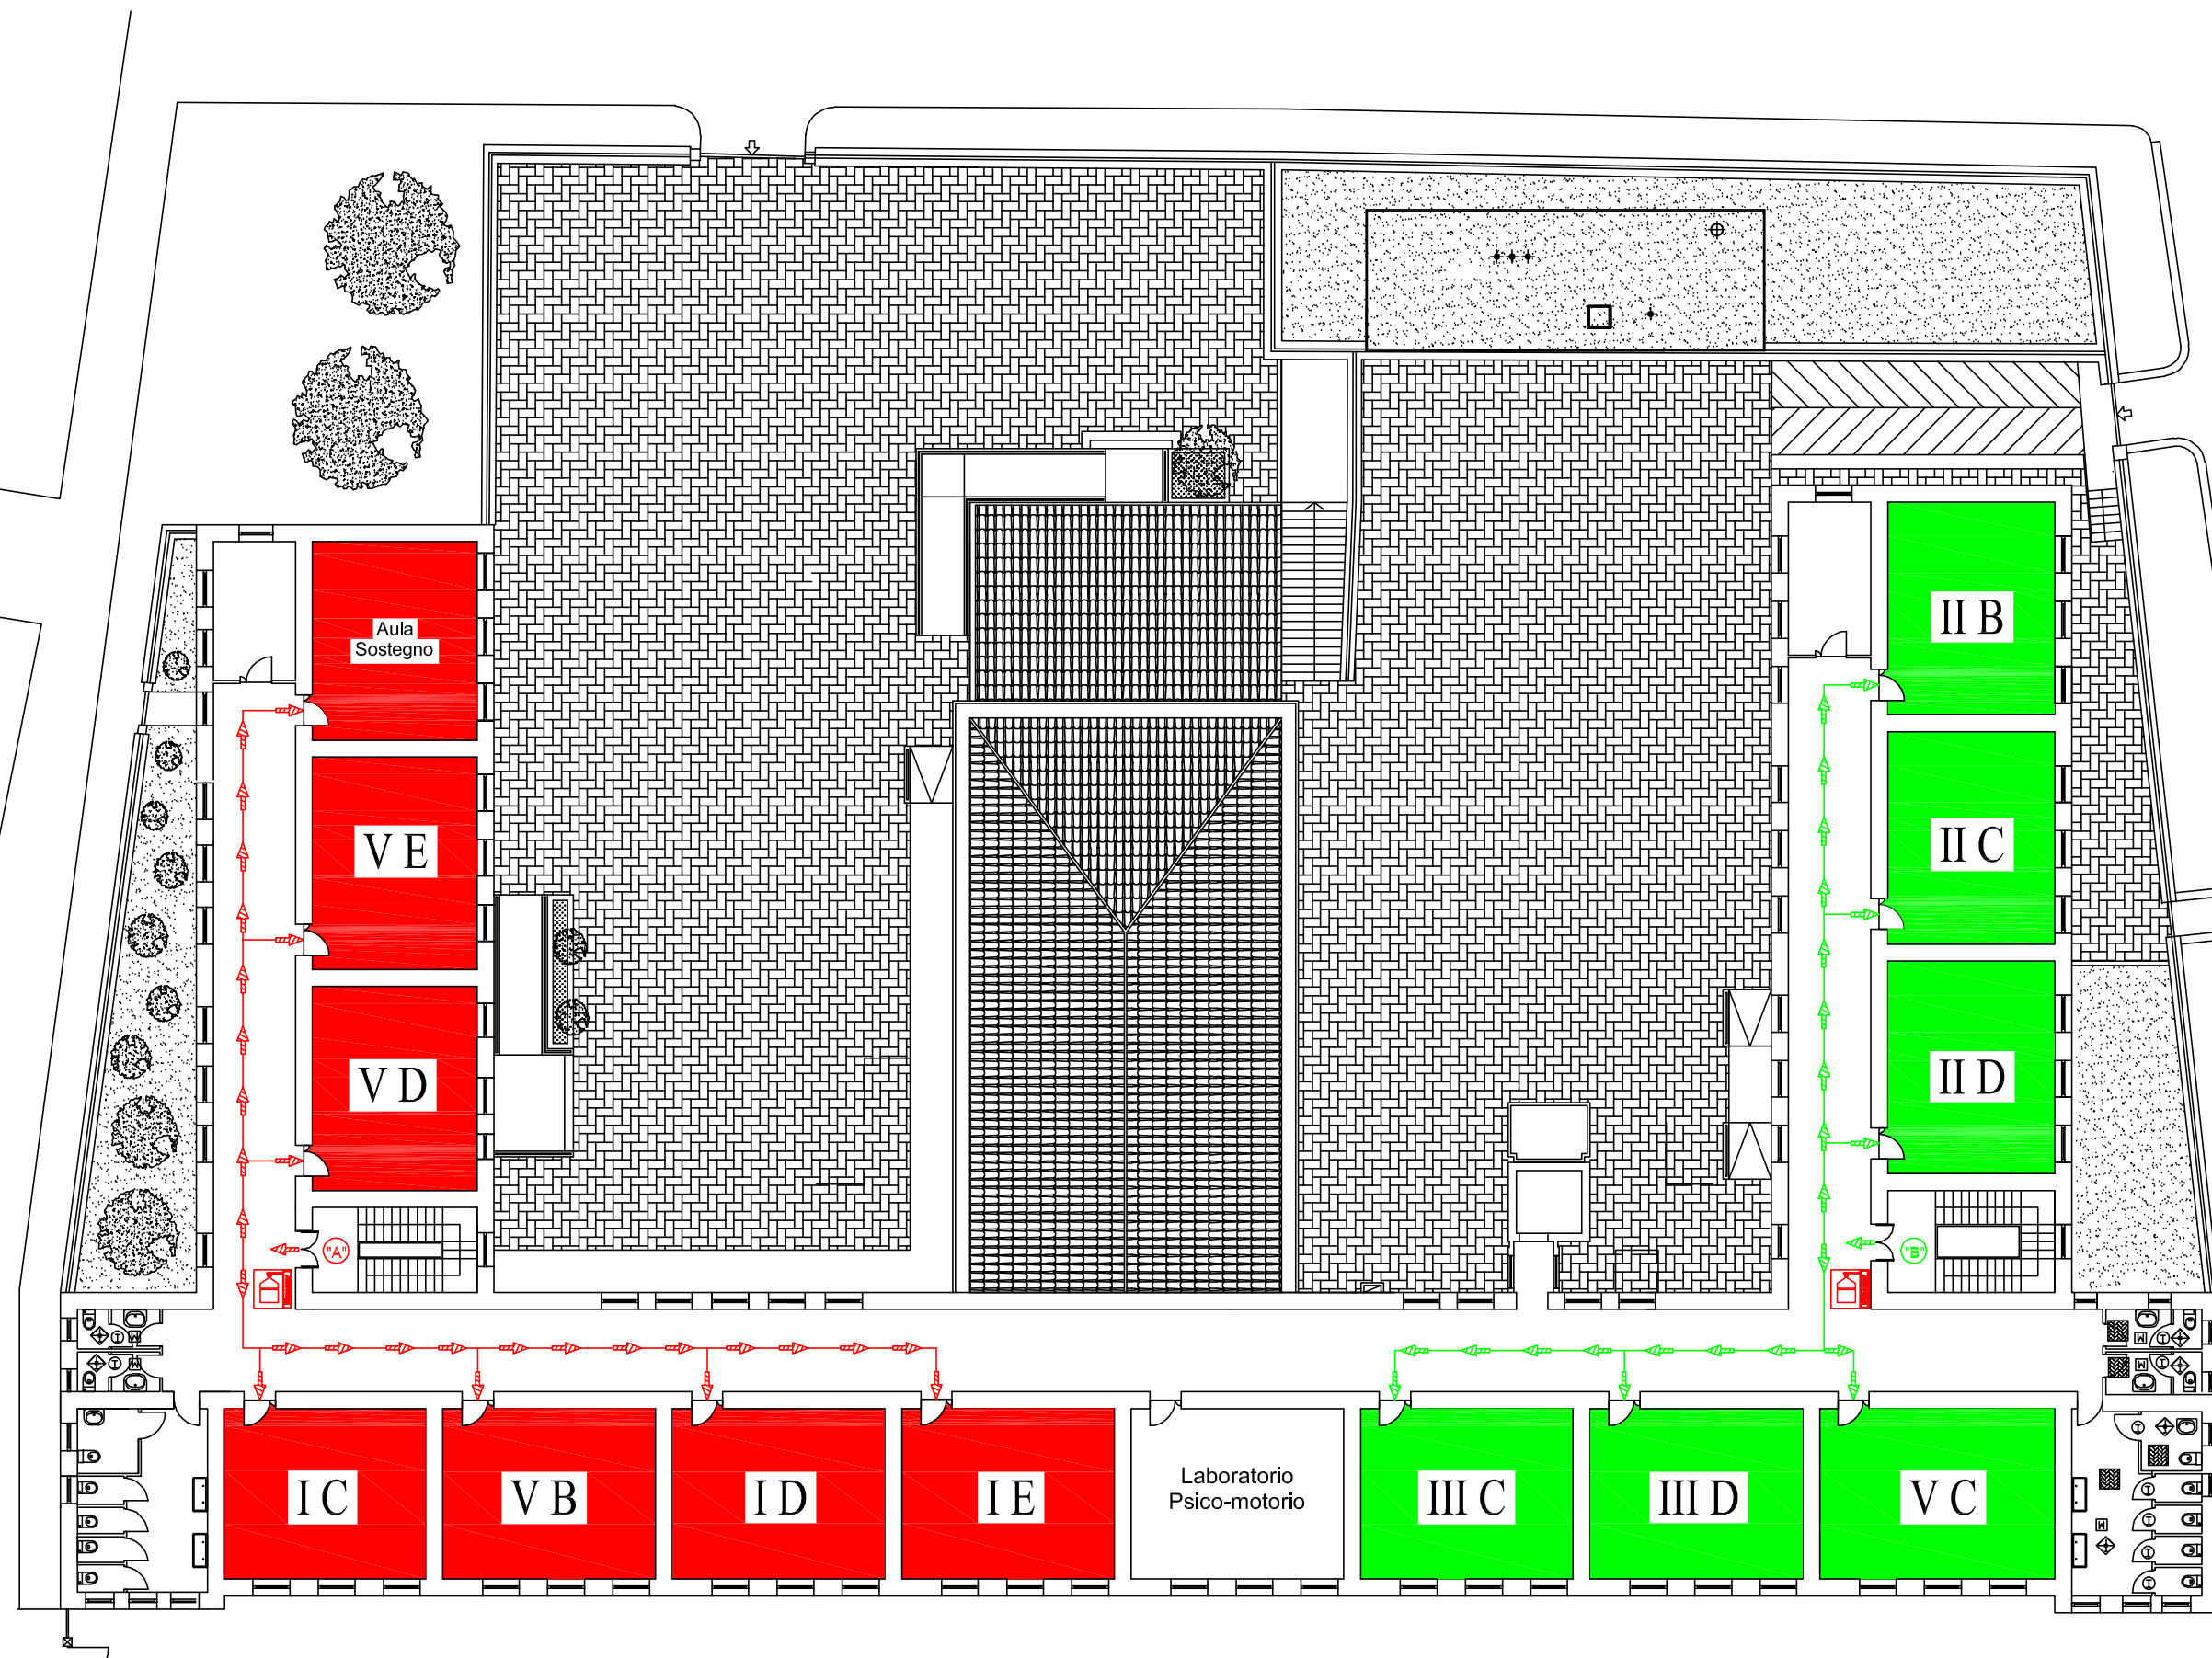 II B
Aula
Sostegno
V E
II C
V D
II D
"A"
"B"
I C
V B
I D
I E
Laboratorio
Psico-motorio
III C
III D
V C